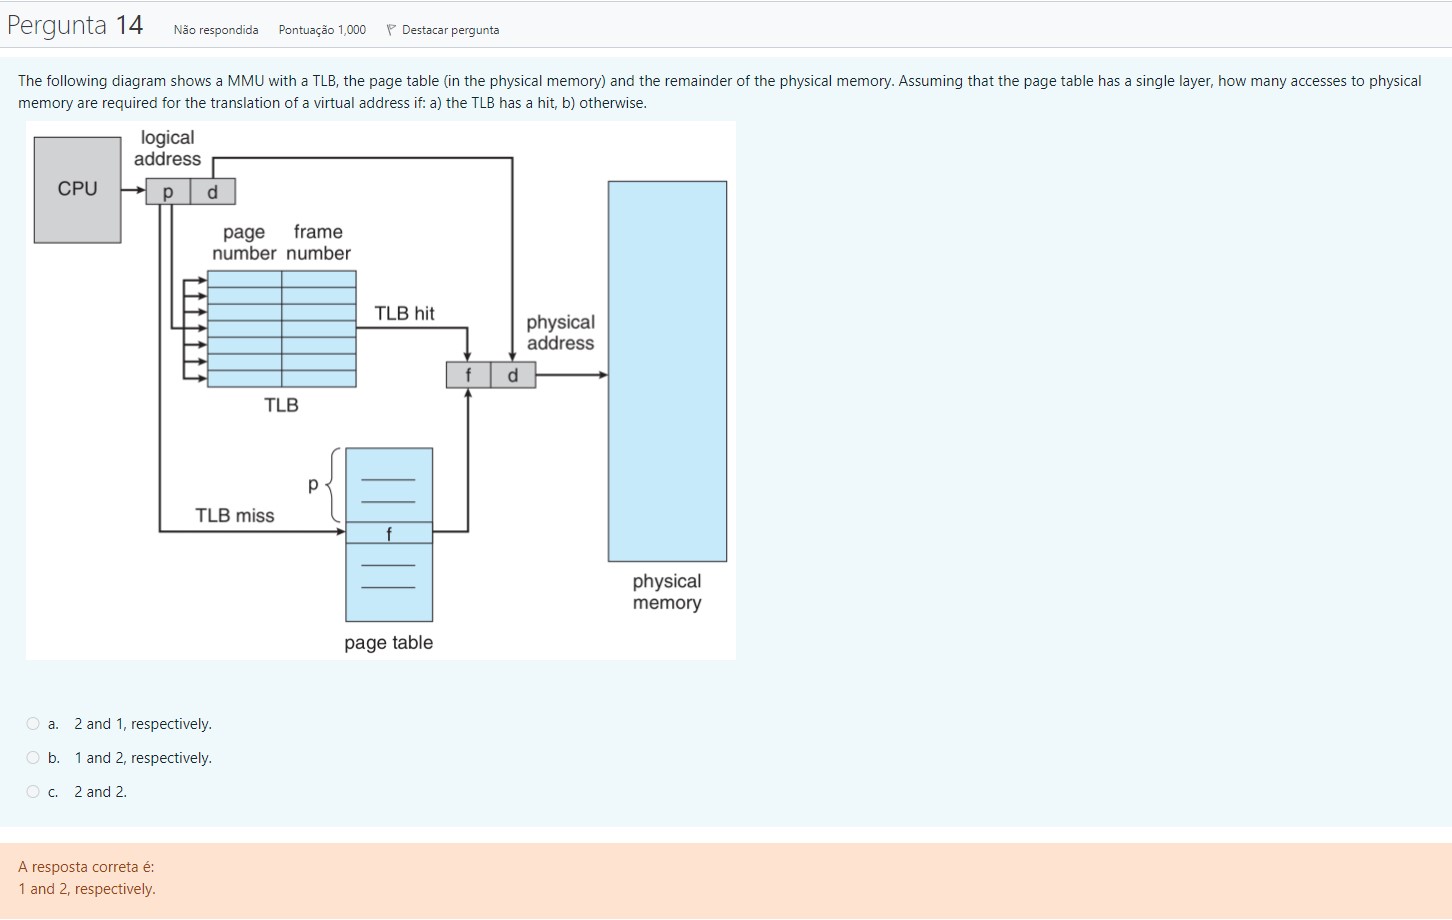 Pergunta 14 Não respondida Pontuação 1,000 Destacar pergunta
The following diagram shows a MMU with a TLB, the page table (in the physical memory) and the remainder of the physical memory. Assuming that the page table has a single layer, how many accesses to physical
memory are required for the translation of a virtual address if: a) the TLB has a hit, b) otherwise.
logical
address
CPU
p d
page frame
number number
TLB hit
physical
address
f d
TLB
p
TLB miss
f
physical
memory
page table
a. 2 and 1, respectively.
b. 1 and 2, respectively.
c. 2 and 2.
A resposta correta é:
1 and 2, respectively.